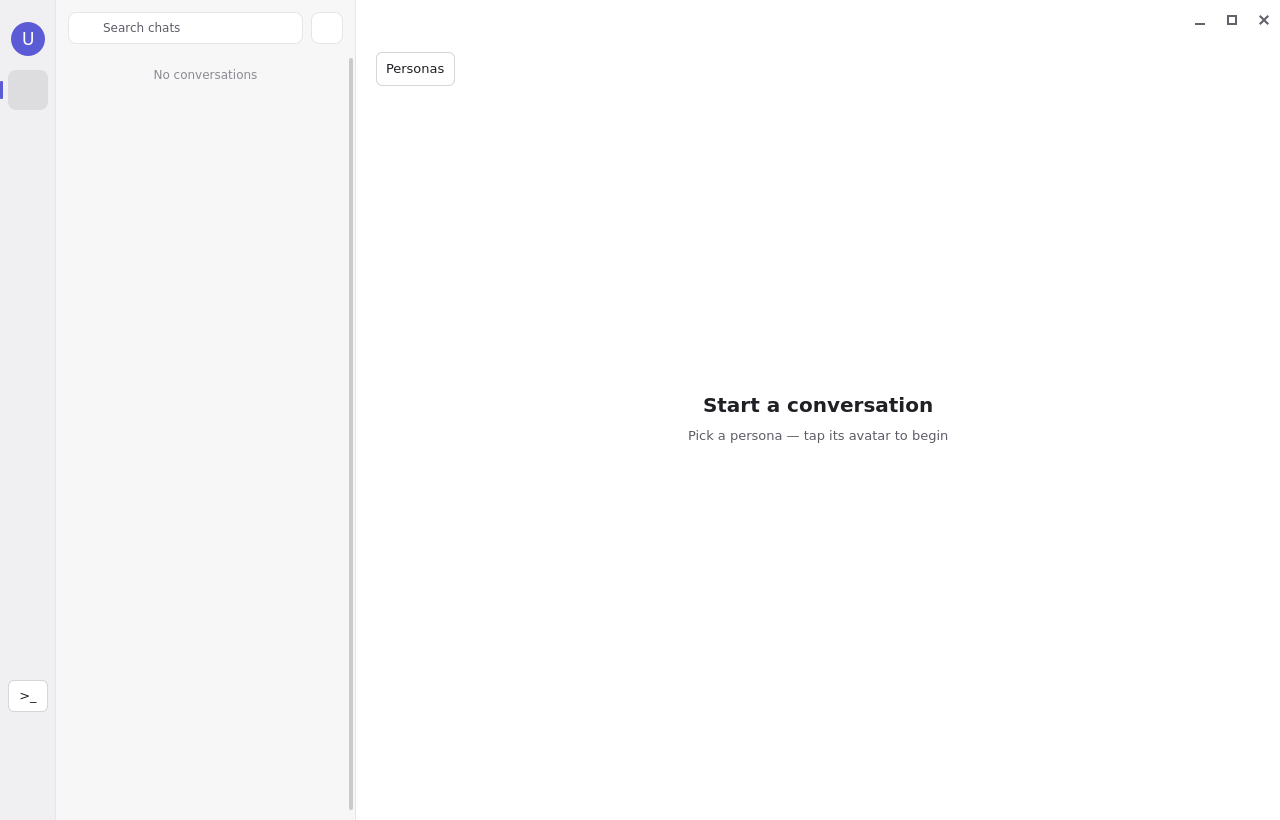 U
Search chats
No conversations
Personas
Start a conversation
Pick a persona — tap its avatar to begin
>_